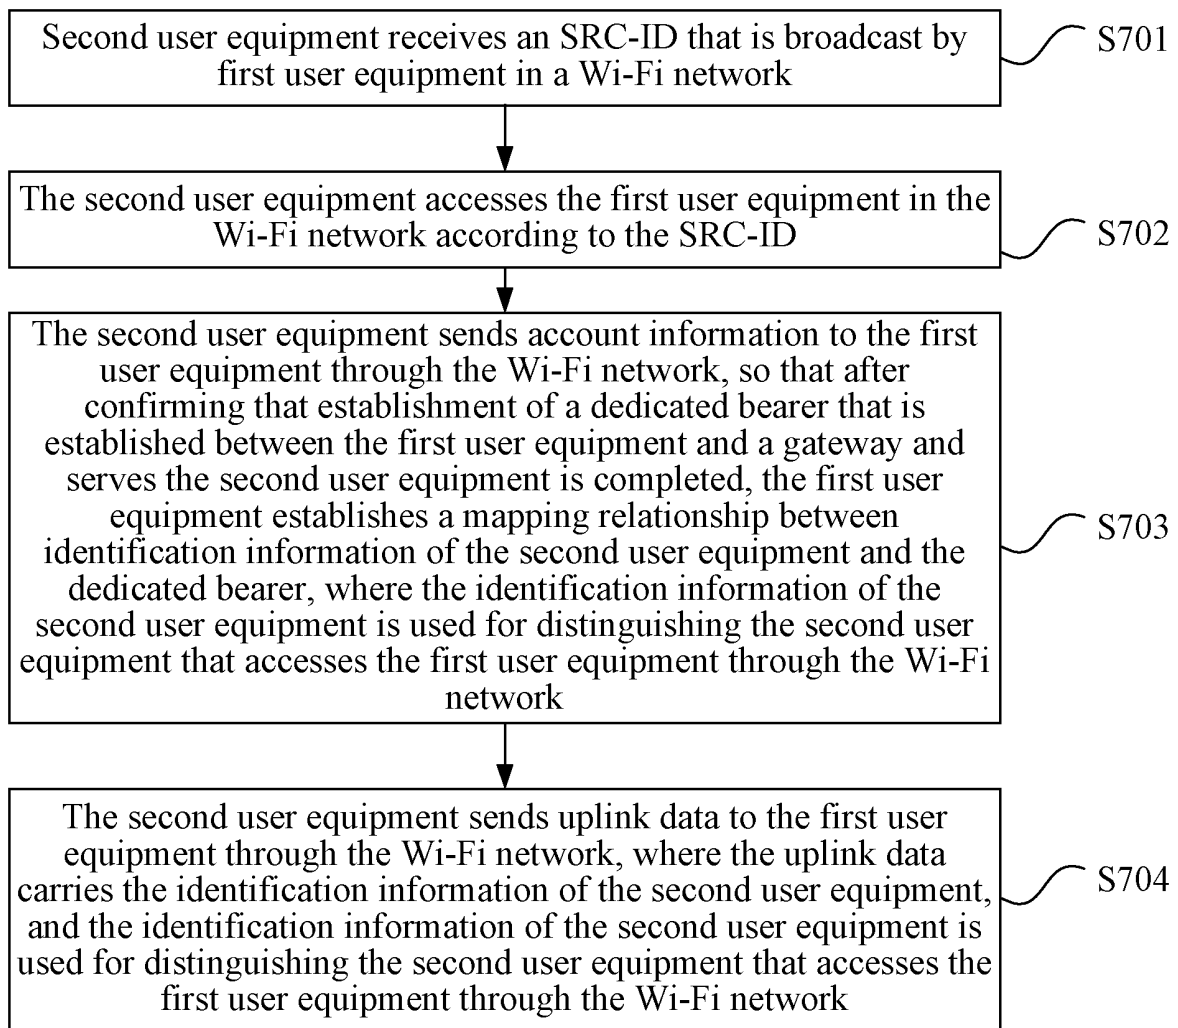 Second user equipment receives an SRC-ID that is broadcast by
first user equipment in a Wi-Fi network
S701
The second user equipment accesses the first user equipment in the
Wi-Fi network according to the SRC-ID
S702
The second user equipment sends account information to the first
user equipment through the Wi-Fi network, so that after
confirming that establishment of a dedicated bearer that is
established between the first user equipment and a gateway and
serves the second user equipment is completed, the first user
equipment establishes a mapping relationship between
identification information of the second user equipment and the
dedicated bearer, where the identification information of the
second user equipment is used for distinguishing the second user
equipment that accesses the first user equipment through the Wi-Fi
network
S703
The second user equipment sends uplink data to the first user
equipment through the Wi-Fi network, where the uplink data
carries the identification information of the second user equipment,
and the identification information of the second user equipment is
used for distinguishing the second user equipment that accesses the
first user equipment through the Wi-Fi network
S704